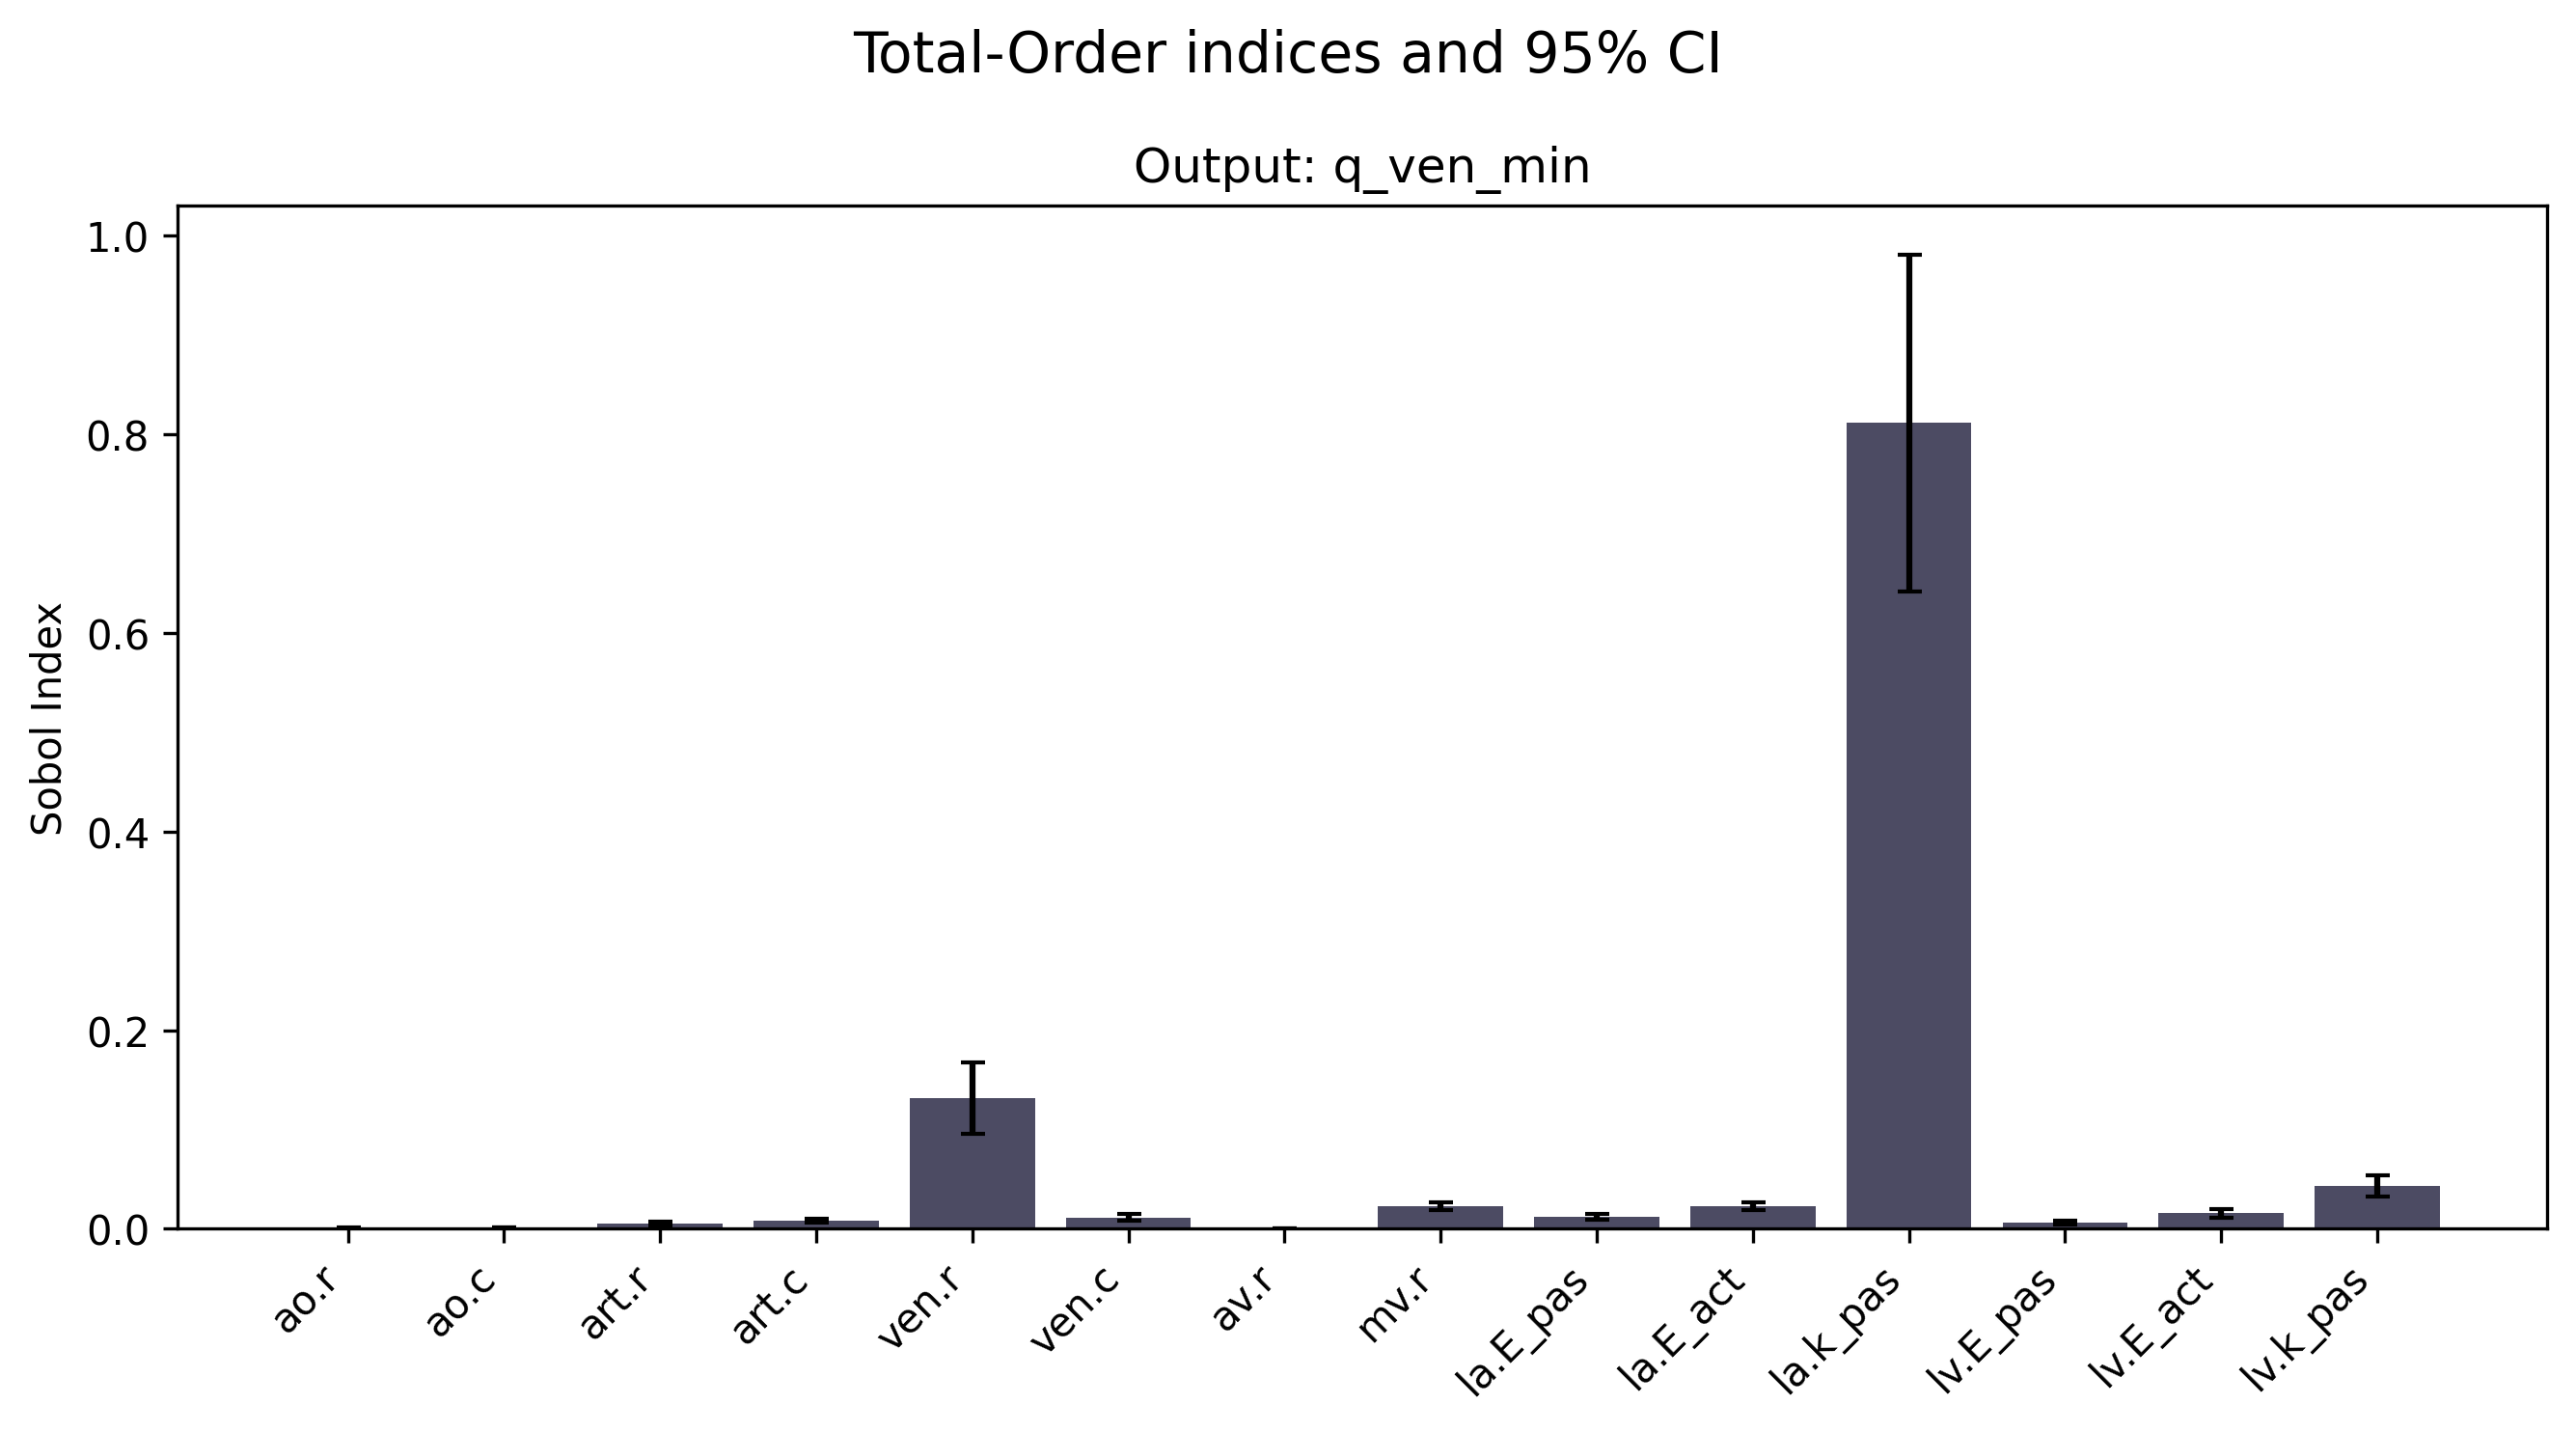 Total-Order indices and 95% CI
Output: q_ven_min
Sobol Index
1.0
0.8
0.6
0.4
0.2
0.0
ao.r
ao.c
art.r
art.c
ven.r
ven.c
av.r
mv.r
la.E_pas
la.E_act
la.k_pas
lv.E_pas
lv.E_act
lv.k_pas